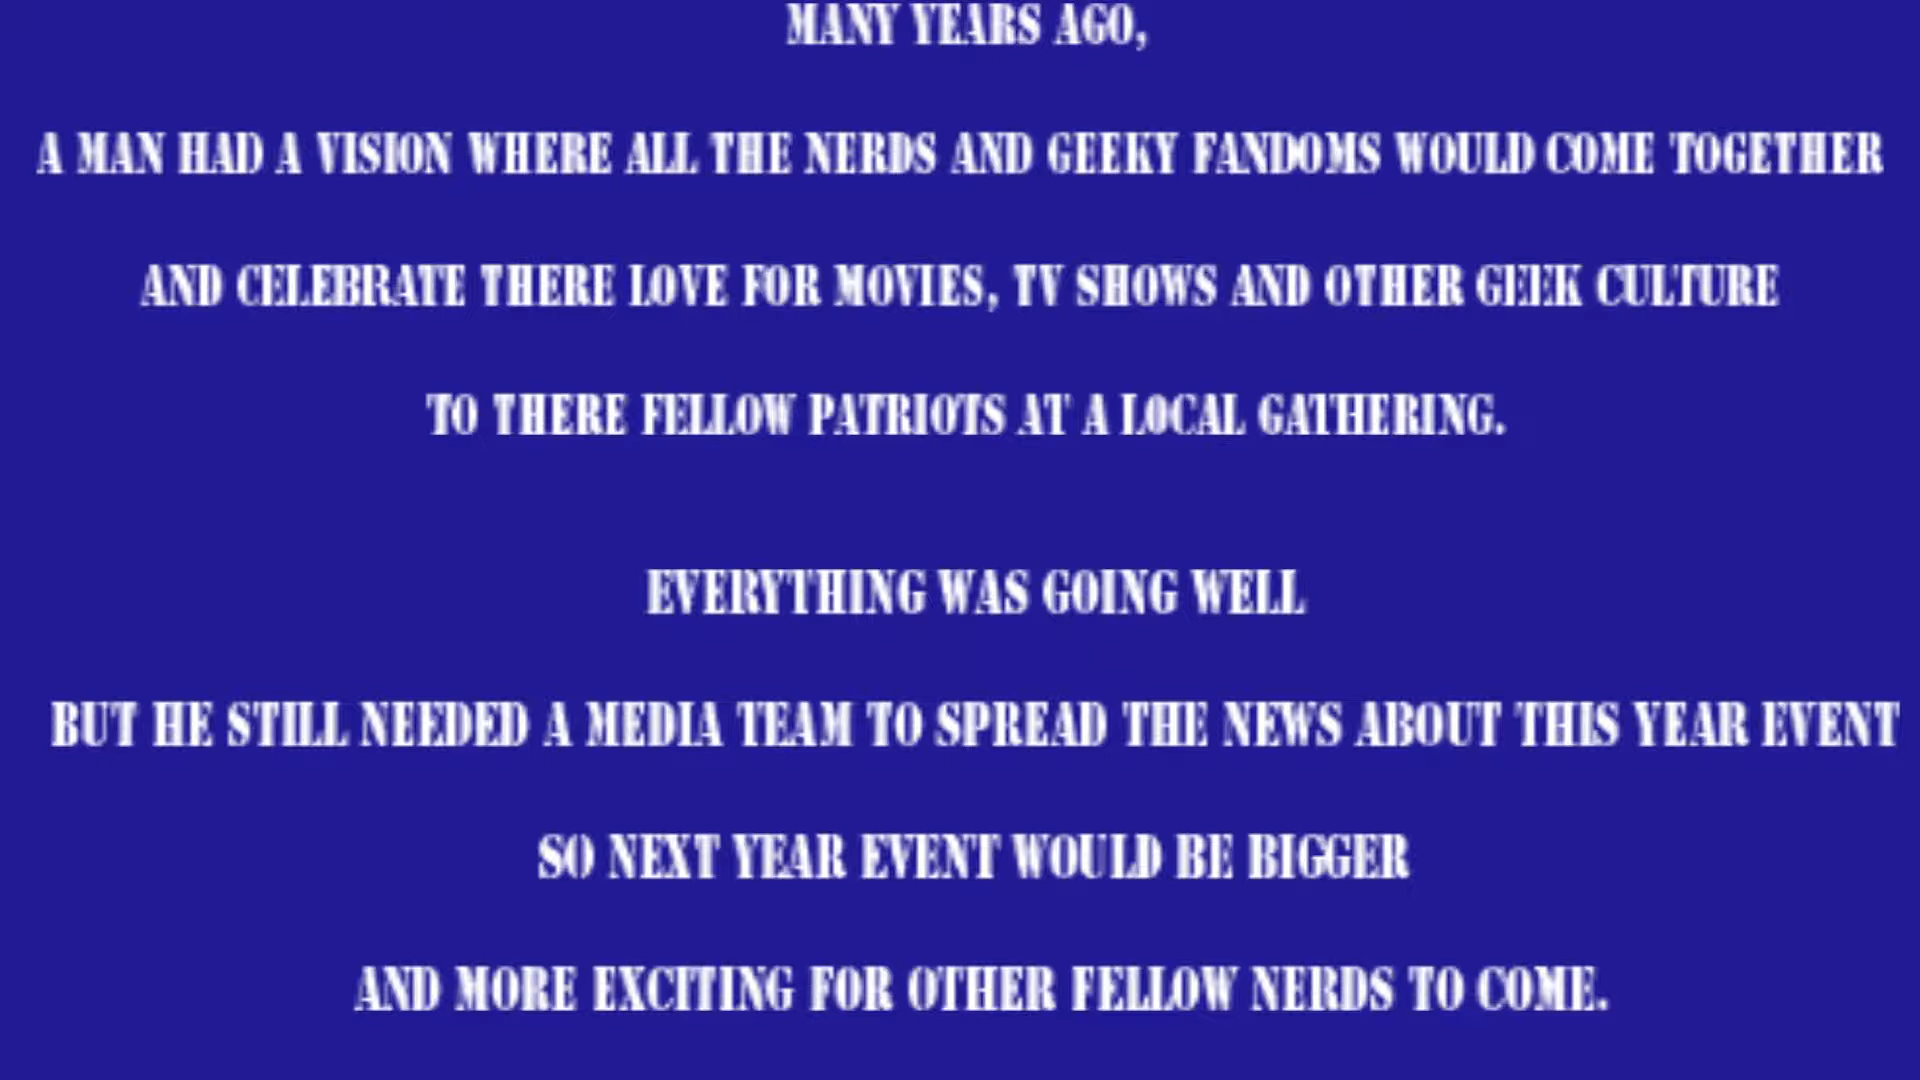 MANY YEARS AGO,
A MAN HAD A VISION WHERE ALL THE NERDS AND GEEKY FANDOMS WOULD COME TOGETHER
AND CELEBRATE THERE LOVE FOR MOVIES, TV SHOWS AND OTHER GEEK CULTURE
TO THERE FELLOW PATRIOTS AT A LOCAL GATHERING.
EVERYTHING WAS GOING WELL
BUT HE STILL NEEDED A MEDIA TEAM TO SPREAD THE NEWS ABOUT THIS YEAR EVENT
SO NEXT YEAR EVENT WOULD BE BIGGER
AND MORE EXCITING FOR OTHER FELLOW NERDS TO COME.